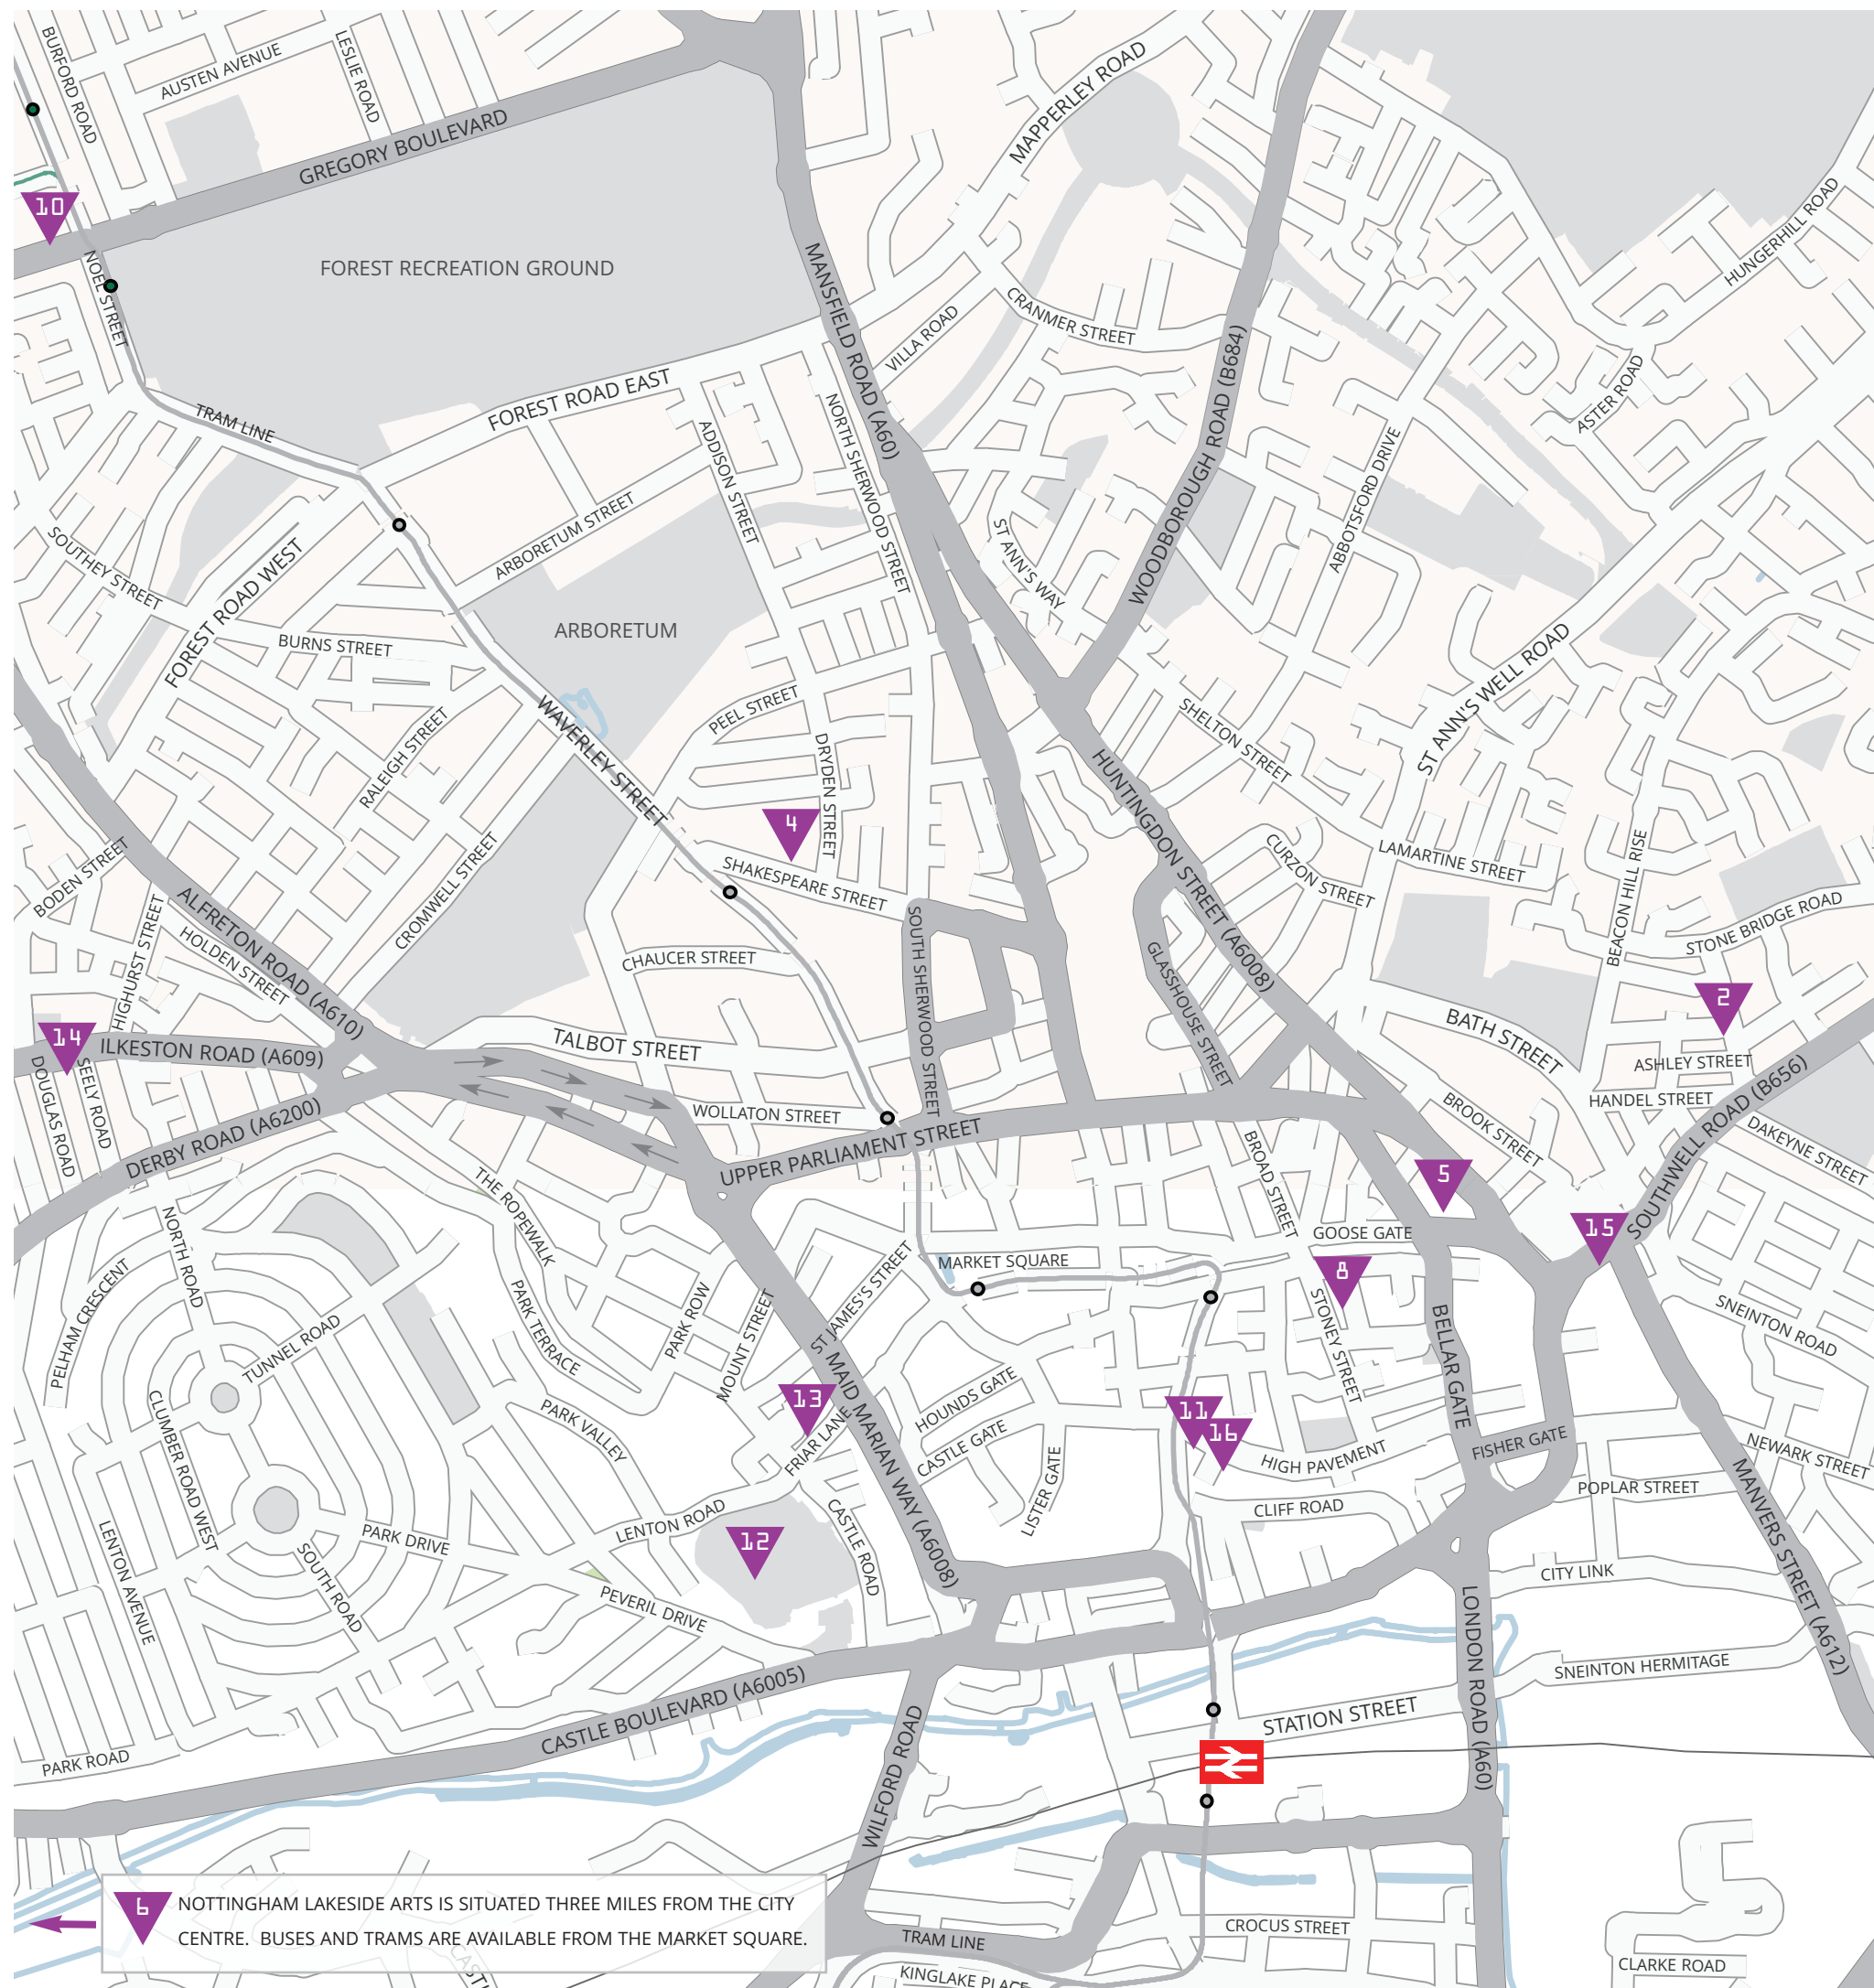 BURFORD ROAD
AUSTEN AVENUE
LESLIE ROAD
GREGORY BOULEVARD
MAPPERLEY ROAD
10
NOEL STREET
FOREST RECREATION GROUND
MANSFIELD ROAD (A60)
HUNGERHILL ROAD
VILLA ROAD
CRANMER STREET
WOODBOROUGH ROAD (B684)
ASTER ROAD
TRAM LINE
FOREST ROAD EAST
ADDISON STREET
NORTH SHERWOOD STREET
ABBOTSFORD DRIVE
SOUTHEY STREET
FOREST ROAD WEST
ARBORETUM STREET
ST ANN'S WAY
BURNS STREET
ARBORETUM
ST ANN'S WELL ROAD
PEEL STREET
WAVERLEY STREET
RALEIGH STREET
DRYDEN STREET
SHELTON STREET
HUNTINGDON STREET (A6008)
4
BODEN STREET
CROMWELL STREET
SHAKESPEARE STREET
CURZON STREET
LAMARTINE STREET
BEACON HILL RISE
ALFRETON ROAD (A610)
HIGHURST STREET
HOLDEN STREET
CHAUCER STREET
SOUTH SHERWOOD STREET
GLASSHOUSE STREET
STONE BRIDGE ROAD
2
14
ILKESTON ROAD (A609)
TALBOT STREET
BATH STREET
ASHLEY STREET
DOUGLAS ROAD
SEELY ROAD
DERBY ROAD (A6200)
WOLLATON STREET
UPPER PARLIAMENT STREET
BROOK STREET
HANDEL STREET
SOUTHWELL ROAD (B656)
DAKEYNE STREET
THE ROPEWALK
BROAD STREET
5
GOOSE GATE
15
NORTH ROAD
PELHAM CRESCENT
MARKET SQUARE
8
ST JAMES'S STREET
PARK ROW
MOUNT STREET
PARK TERRACE
TUNNEL ROAD
STONEY STREET
BELLAR GATE
SNEINTON ROAD
13
MAID MARIAN WAY (A6008)
HOUNDS GATE
11
16
CLUMBER ROAD WEST
PARK VALLEY
FRIAR LANE
CASTLE GATE
LISTER GATE
HIGH PAVEMENT
FISHER GATE
NEWARK STREET
POPLAR STREET
MANVERS STREET (A612)
LENTON ROAD
CLIFF ROAD
12
CASTLE ROAD
LENTON AVENUE
PARK DRIVE
SOUTH ROAD
PEVERIL DRIVE
CITY LINK
LONDON ROAD (A60)
SNEINTON HERMITAGE
CASTLE BOULEVARD (A6005)
STATION STREET
WILFORD ROAD
PARK ROAD
6
NOTTINGHAM LAKESIDE ARTS IS SITUATED THREE MILES FROM THE CITY
CENTRE. BUSES AND TRAMS ARE AVAILABLE FROM THE MARKET SQUARE.
TRAM LINE
CROCUS STREET
KINGLAKE PLACE
CLARKE ROAD